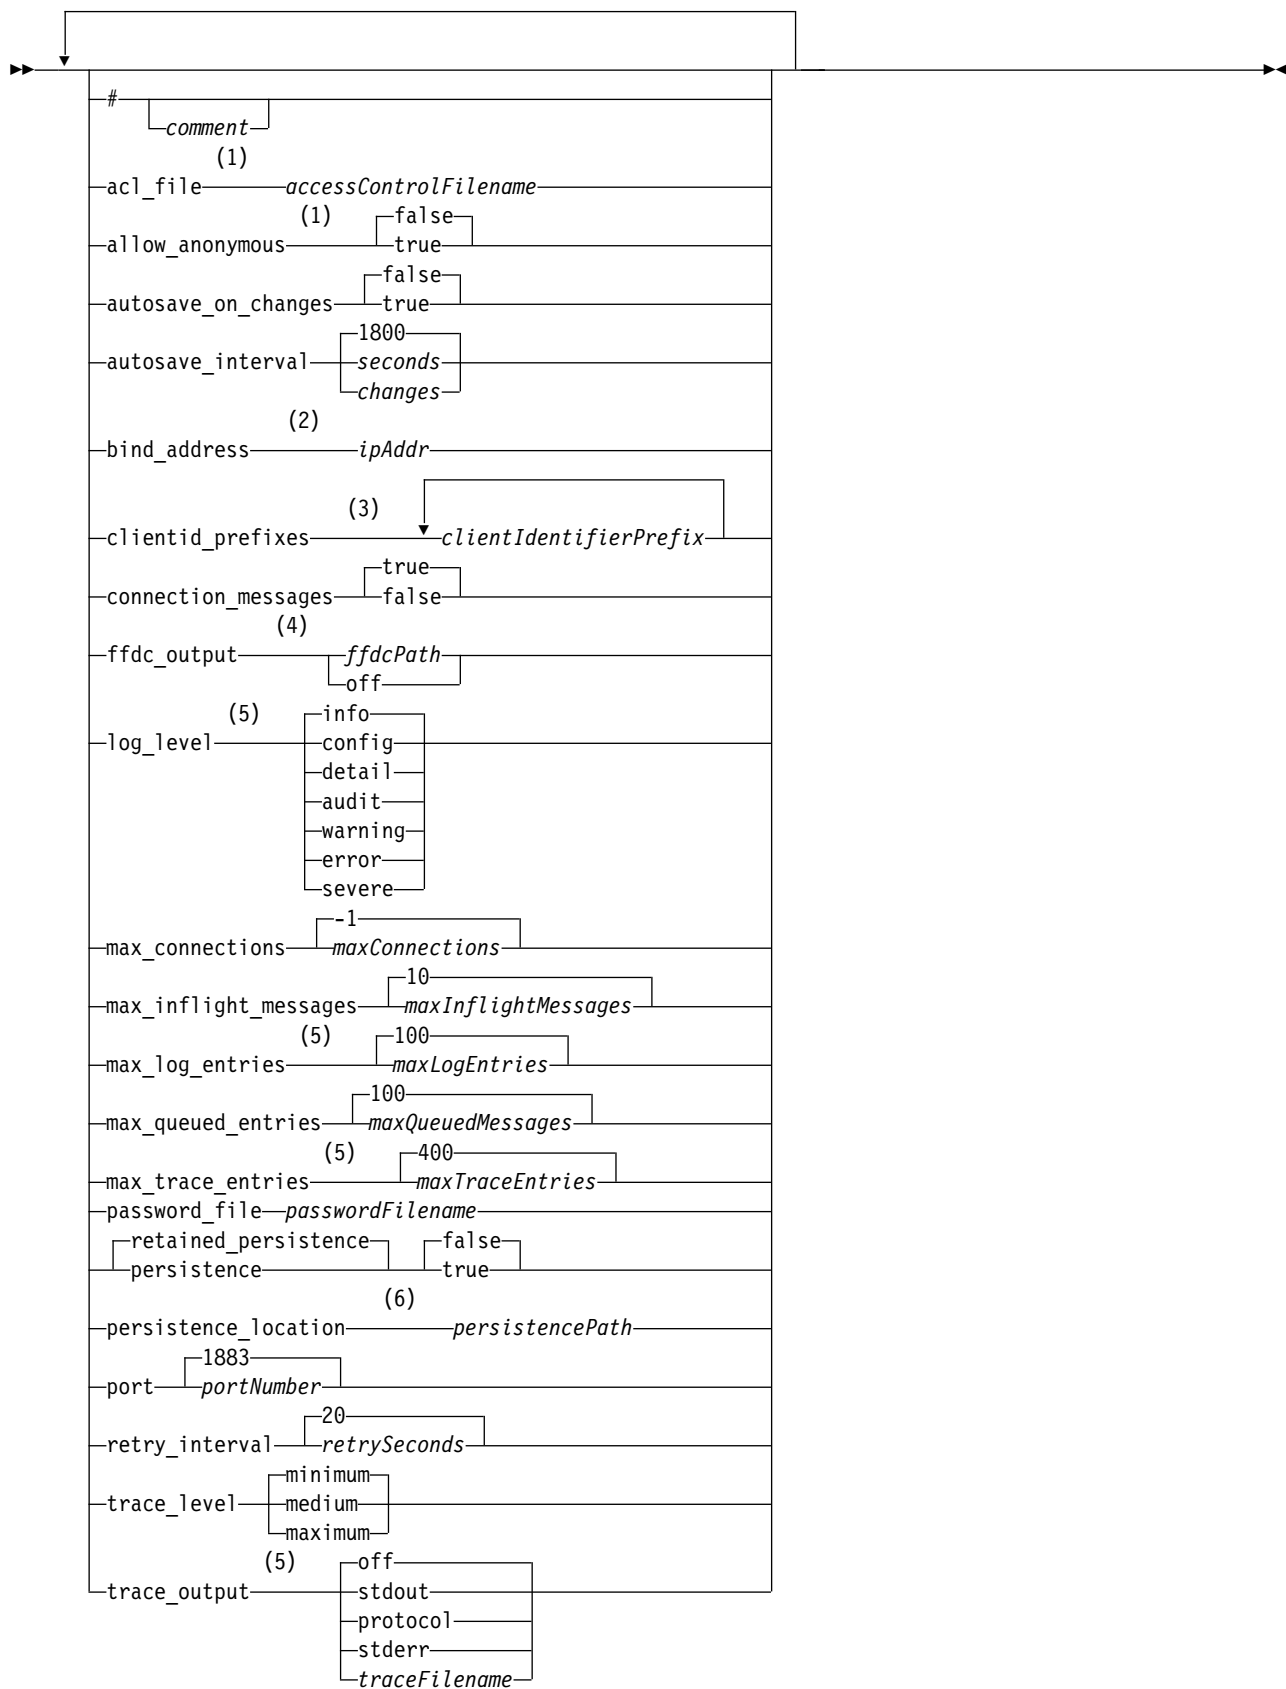 #
comment
(1)
acl_file accessControlFilename
(1) false
allow_anonymous true
false
autosave_on_changes true
1800
autosave_interval seconds
changes
(2)
bind_address ipAddr
(3)
clientid_prefixes clientIdentifierPrefix
true
connection_messages false
(4)
ffdc_output ffdcPath
off
(5) info
log_level config
detail
audit
warning
error
severe
-1
max_connections maxConnections
10
max_inflight_messages maxInflightMessages
(5) 100
max_log_entries maxLogEntries
100
max_queued_entries maxQueuedMessages
(5) 400
max_trace_entries maxTraceEntries
password_file passwordFilename
retained_persistence false
persistence true
(6)
persistence_location persistencePath
1883
port portNumber
20
retry_interval retrySeconds
minimum
trace_level medium
maximum
(5) off
trace_output stdout
protocol
stderr
traceFilename